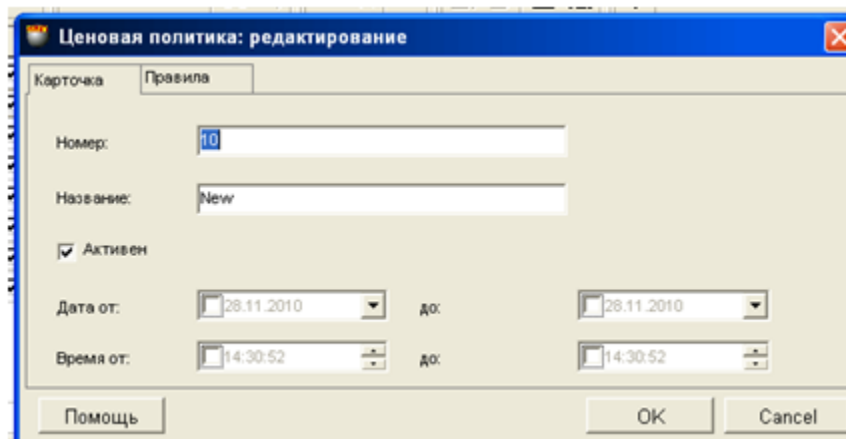 Ценовая политика: редактирование
Карточка Правила
Номер: 10
Название: New
Активен
Дата от: 28.11.2010 до: 28.11.2010
Время от: 14:30:52 до: 14:30:52
Помощь OK Cancel